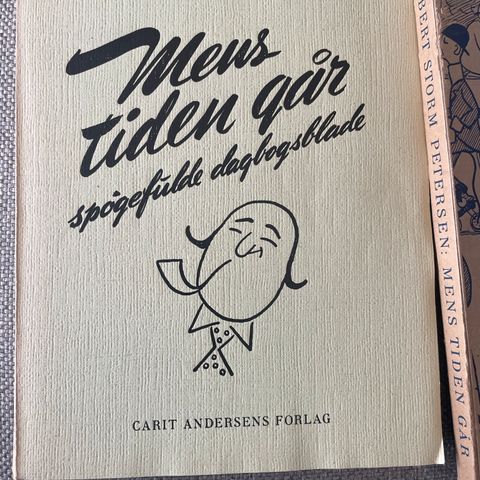 Mens
tiden går
spøgefulde dagbogsblade
CARIT ANDERSENS FORLAG
BERT STORM PETERSEN: MENS TIDEN GÅR